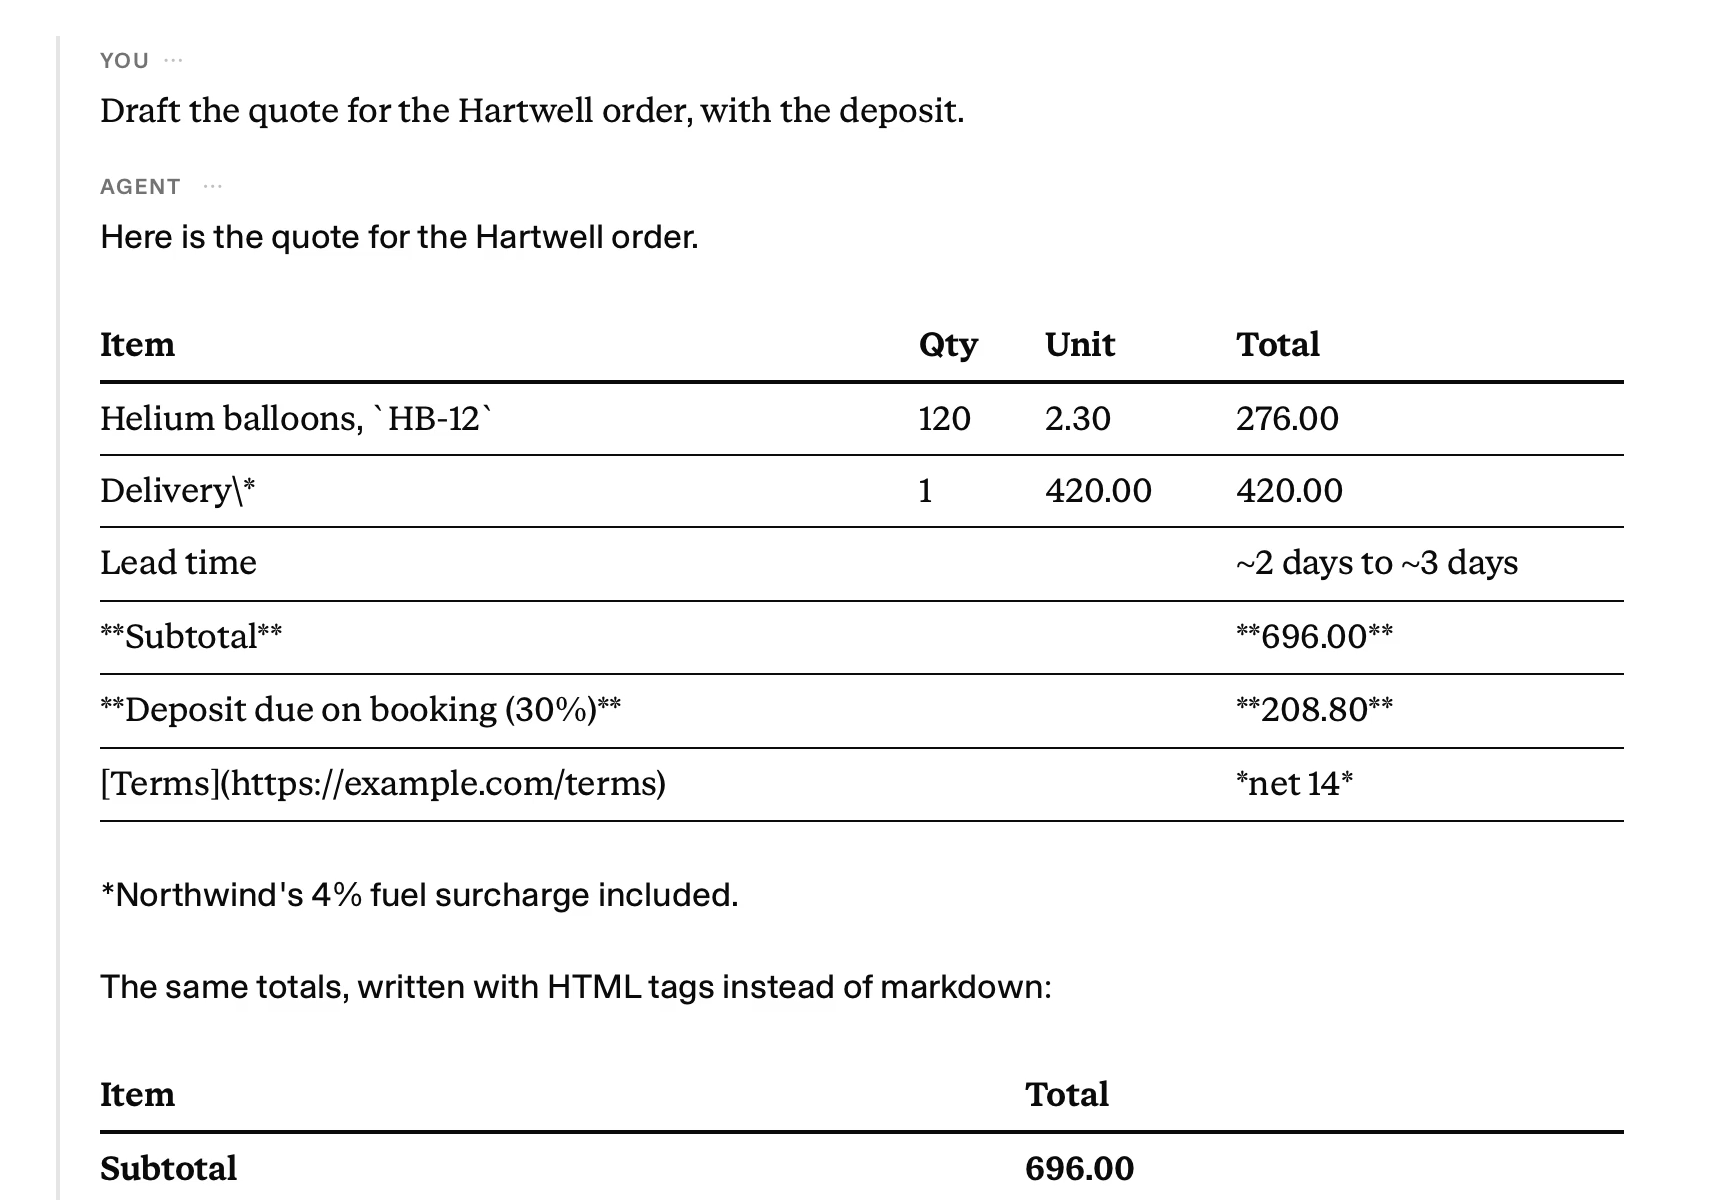 YOU ···
Draft the quote for the Hartwell order, with the deposit.
AGENT ···
Here is the quote for the Hartwell order.
Item Qty Unit Total
Helium balloons, `HB-12` 120 2.30 276.00
Delivery\* 1 420.00 420.00
Lead time ~2 days to ~3 days
**Subtotal** **696.00**
**Deposit due on booking (30%)** **208.80**
[Terms](https://example.com/terms) *net 14*
*Northwind's 4% fuel surcharge included.
The same totals, written with HTML tags instead of markdown:
Item Total
Subtotal 696.00